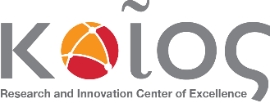 κοῖος
Research and Innovation Center of Excellence